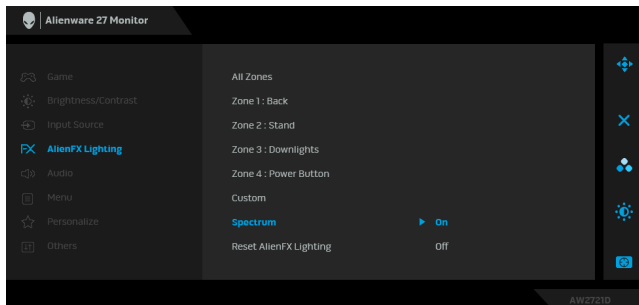 Alienware 27 Monitor
Game
All Zones
Brightness/Contrast
Zone 1 : Back
Input Source
Zone 2 : Stand
FX AlienFX Lighting
Zone 3 : Downlights
Audio
Zone 4 : Power Button
Menu
Custom
Personalize
Spectrum On
Others
Reset AlienFX Lighting Off
AW2721D